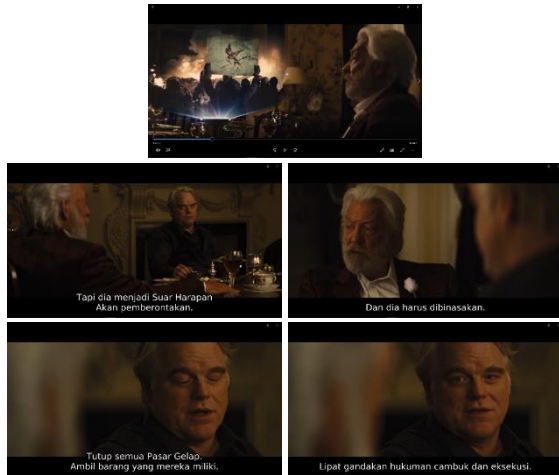 Tapi dia menjadi Suar Harapan
Akan pemberontakan.
Dan dia harus dibinasakan.
Tutup semua Pasar Gelap.
Ambil barang yang mereka miliki.
Lipat gandakan hukuman cambuk dan eksekusi.